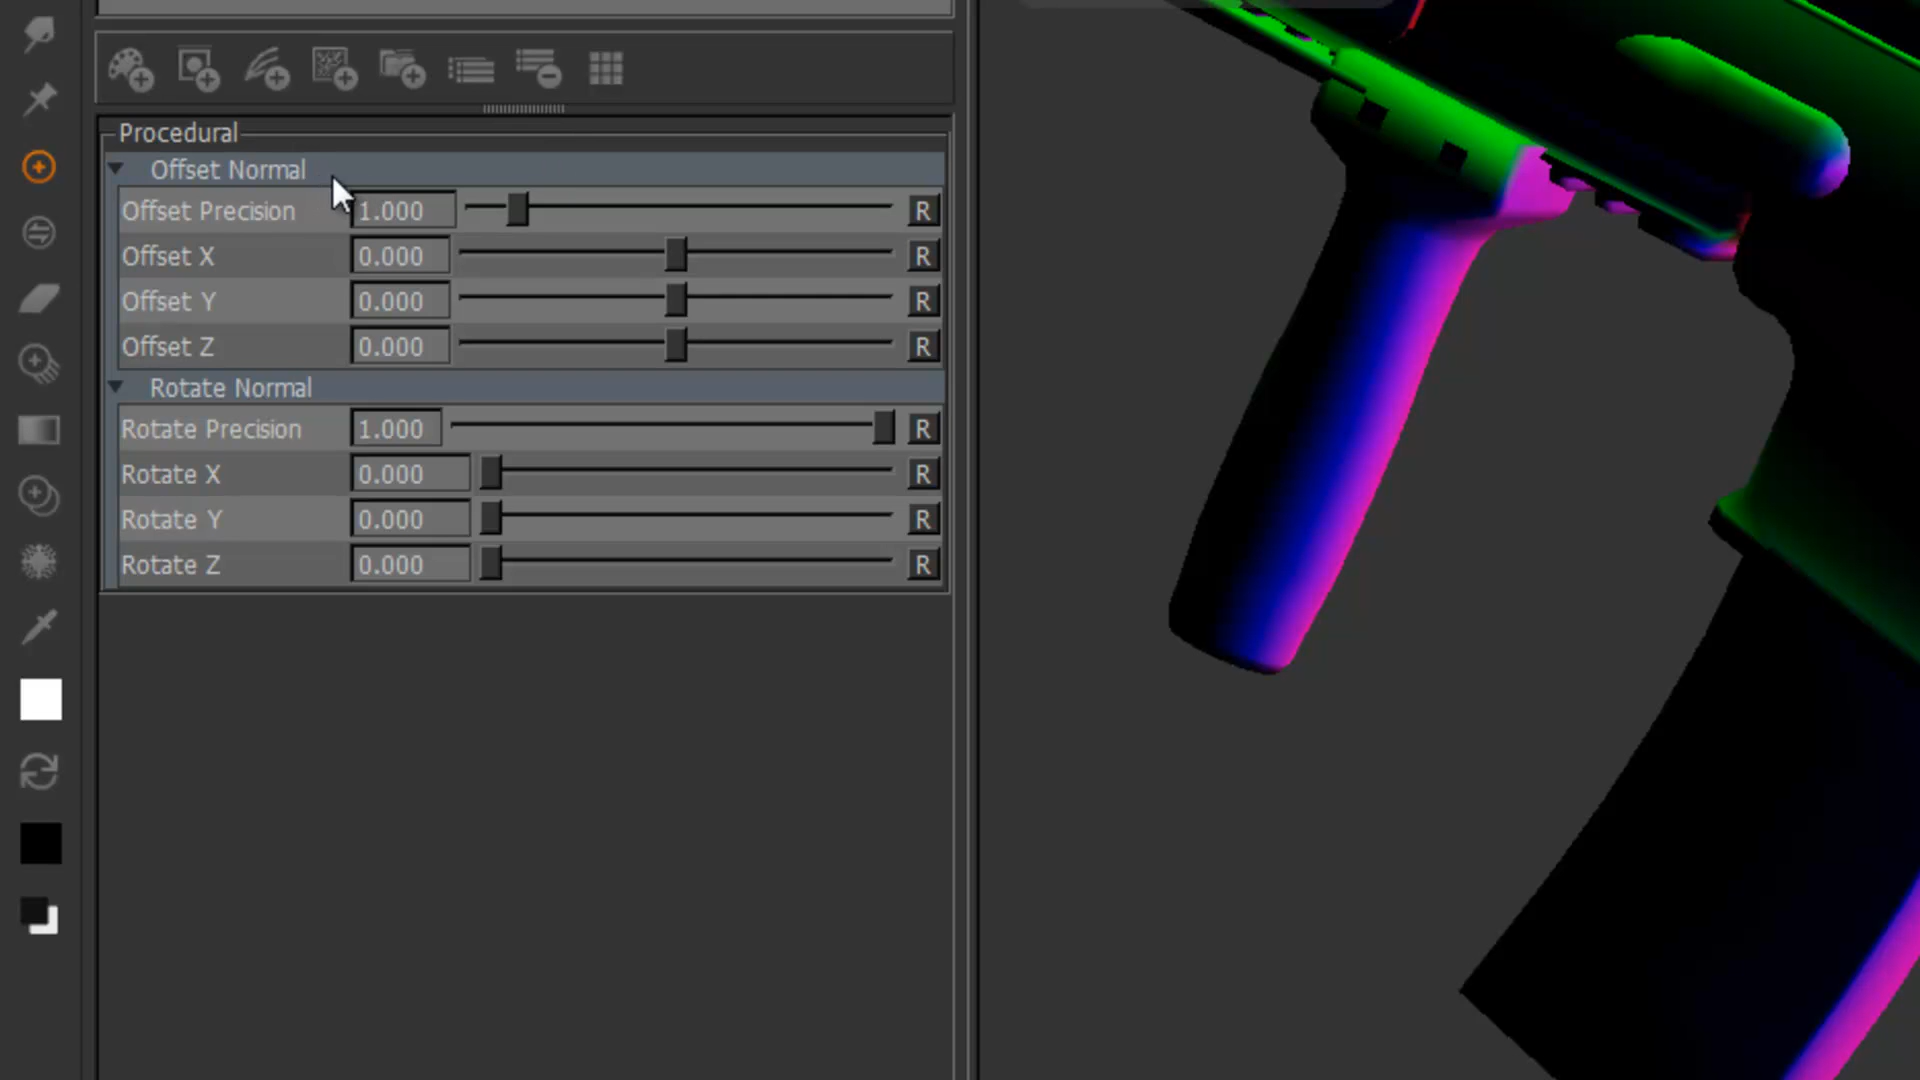 Procedural
Offset Normal
Offset Precision 1.000 R
Offset X 0.000 R
Offset Y 0.000 R
Offset Z 0.000 R
Rotate Normal
Rotate Precision 1.000 R
Rotate X 0.000 R
Rotate Y 0.000 R
Rotate Z 0.000 R